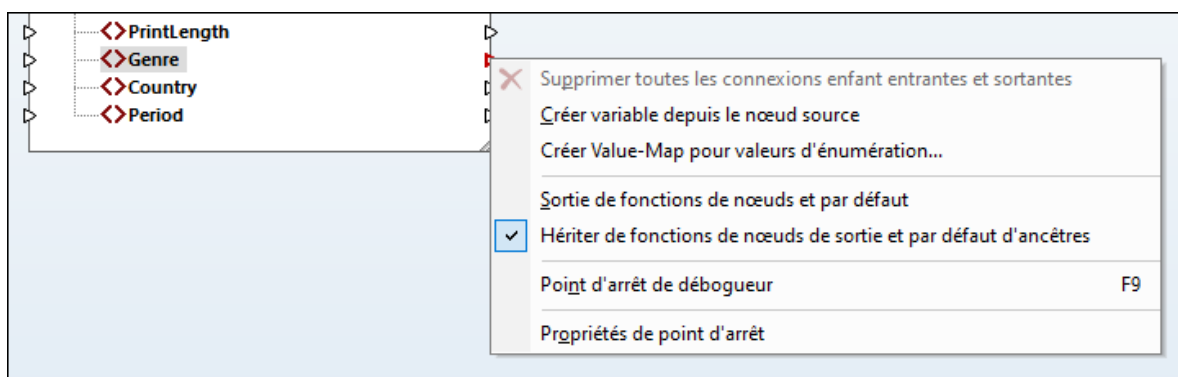 PrintLength
Genre
Country
Period
Supprimer toutes les connexions enfant entrantes et sortantes
Créer variable depuis le nœud source
Créer Value-Map pour valeurs d'énumération...
Sortie de fonctions de nœuds et par défaut
Hériter de fonctions de nœuds de sortie et par défaut d'ancêtres
Point d'arrêt de débogueur F9
Propriétés de point d'arrêt